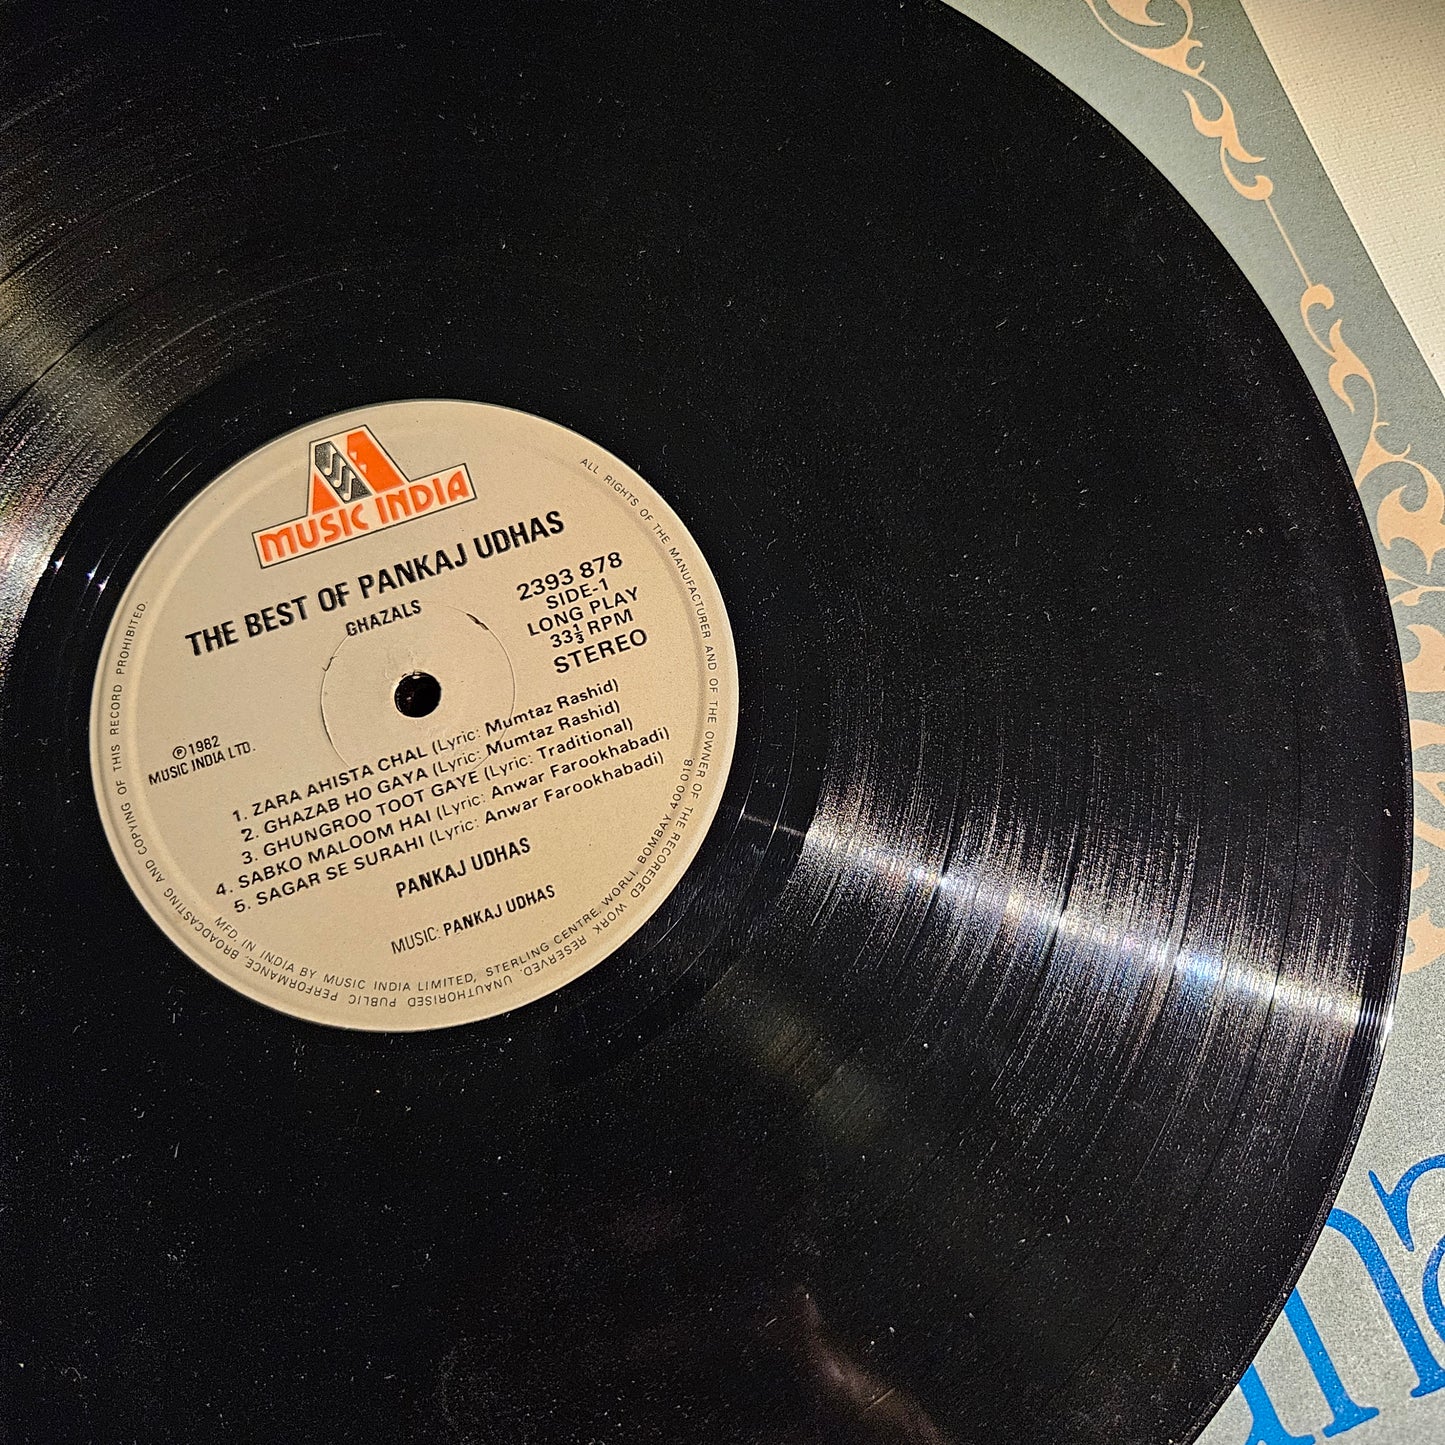 MUSIC INDIA
THE BEST OF PANKAJ UDHAS
GHAZALS
2393 878
SIDE-1
LONG PLAY
33⅓ RPM
STEREO
℗ 1982
MUSIC INDIA LTD.
1. ZARA AHISTA CHAL (Lyric: Mumtaz Rashid)
2. GHAZAB HO GAYA (Lyric: Mumtaz Rashid)
3. GHUNGROO TOOT GAYE (Lyric: Traditional)
4. SABKO MALOOM HAI (Lyric: Anwar Farookhabadi)
5. SAGAR SE SURAHI (Lyric: Anwar Farookhabadi)
PANKAJ UDHAS
MUSIC: PANKAJ UDHAS
ALL RIGHTS OF THE MANUFACTURER AND OF THE OWNER OF THE RECOREDED WORK RESERVED. UNAUTHORISED PUBLIC PERFORMANCE, BROADCASTING AND COPYING OF THIS RECORD PROHIBITED.
MFD IN INDIA BY MUSIC INDIA LIMITED, STERLING CENTRE, WORLI, BOMBAY 400 018